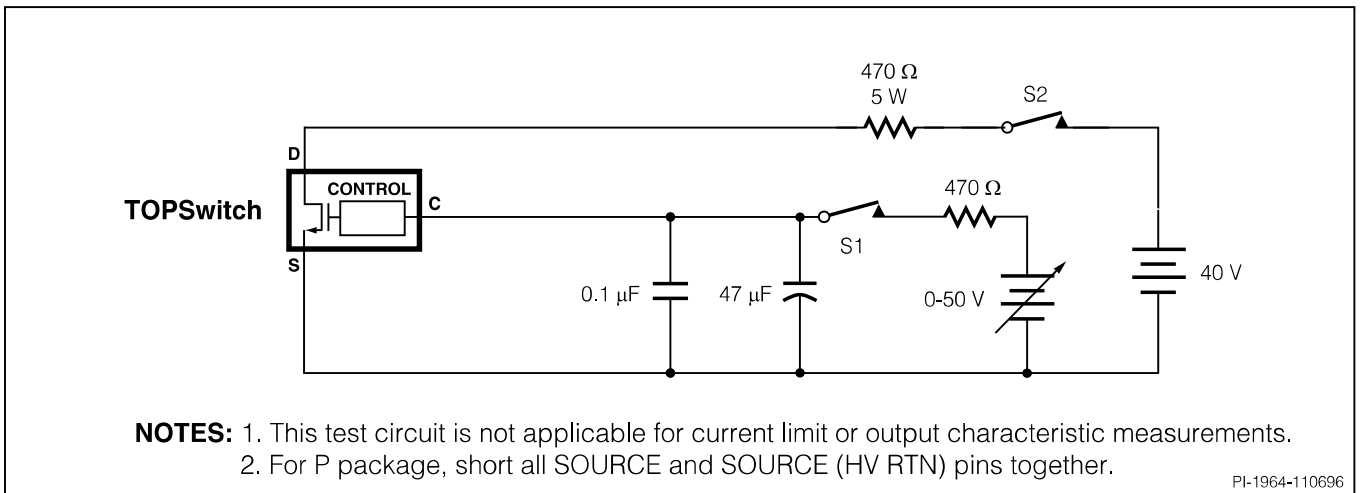 470 Ω
5 W
S2
D
CONTROL
C
470 Ω
TOPSwitch
S1
S
0.1 µF
47 µF
0-50 V
40 V
NOTES: 1. This test circuit is not applicable for current limit or output characteristic measurements.
2. For P package, short all SOURCE and SOURCE (HV RTN) pins together.
PI-1964-110696